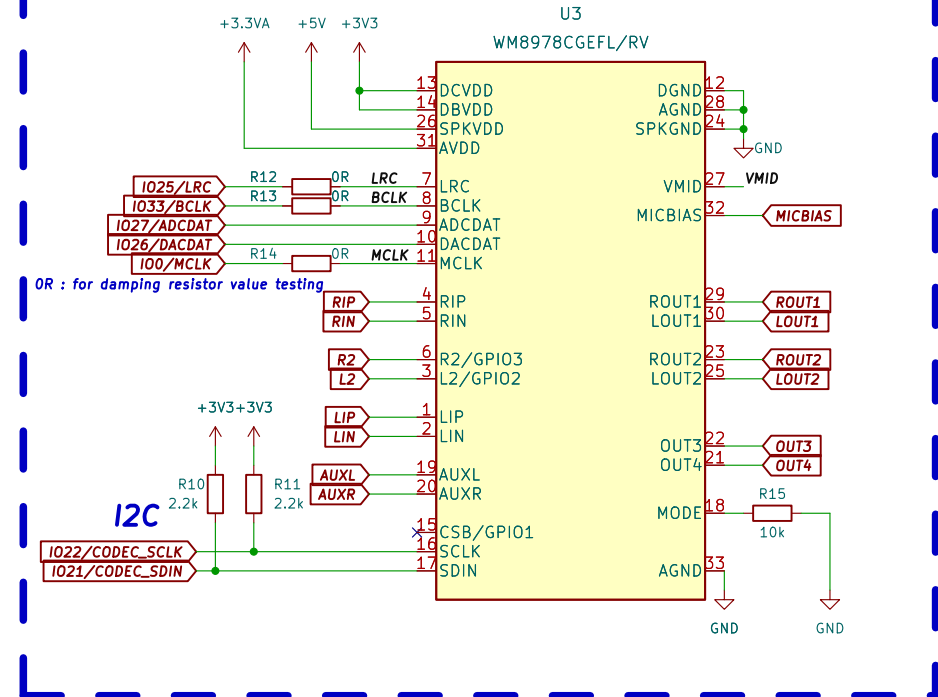 U3
WM8978CGEFL/RV
+3.3VA +5V +3V3
13 DCVDD
14 DBVDD
26 SPKVDD
31 AVDD
DGND 12
AGND 28
SPKGND 24
GND
IO25/LRC R12 0R LRC 7 LRC
IO33/BCLK R13 0R BCLK 8 BCLK
IO27/ADCDAT 9 ADCDAT
IO26/DACDAT 10 DACDAT
IO0/MCLK R14 0R MCLK 11 MCLK
0R : for damping resistor value testing
VMID 27 VMID
MICBIAS 32 MICBIAS
RIP 4 RIP
RIN 5 RIN
ROUT1 29 ROUT1
LOUT1 30 LOUT1
R2 6 R2/GPIO3
L2 3 L2/GPIO2
ROUT2 23 ROUT2
LOUT2 25 LOUT2
LIP 1 LIP
LIN 2 LIN
OUT3 22 OUT3
OUT4 21 OUT4
AUXL 19 AUXL
AUXR 20 AUXR
+3V3 +3V3
R10
2.2k
R11
2.2k
I2C
15 CSB/GPIO1
IO22/CODEC_SCLK 16 SCLK
IO21/CODEC_SDIN 17 SDIN
MODE 18 R15
10k
AGND 33
GND
GND